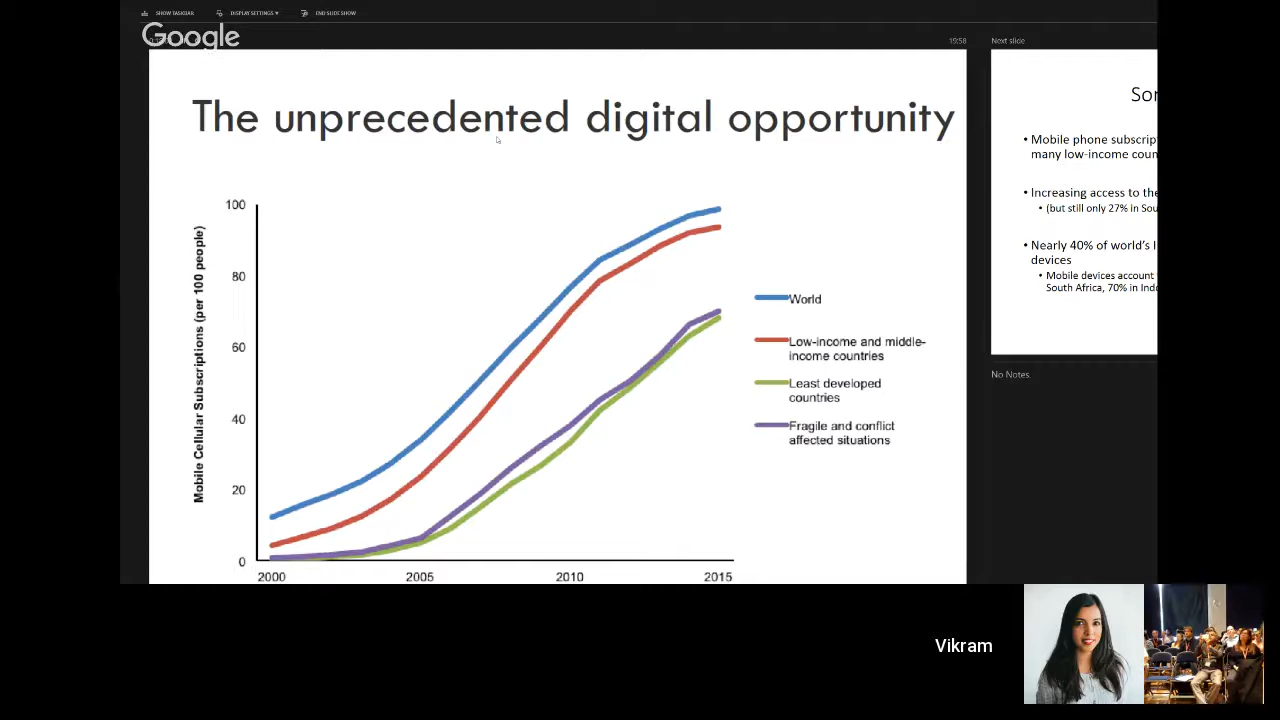 SHOW TASKBAR
DISPLAY SETTINGS ▾
END SLIDE SHOW
Google
19:58
Next slide
The unprecedented digital opportunity
Mobile Cellular Subscriptions (per 100 people)
100
80
60
40
20
0
2000
2005
2010
2015
World
Low-income and middle-
income countries
Least developed
countries
Fragile and conflict
affected situations
Sor
• Mobile phone subscript
many low-income coun
• Increasing access to the
• (but still only 27% in Sou
• Nearly 40% of world's
devices
• Mobile devices account
South Africa, 70% in Indo
No Notes.
Vikram